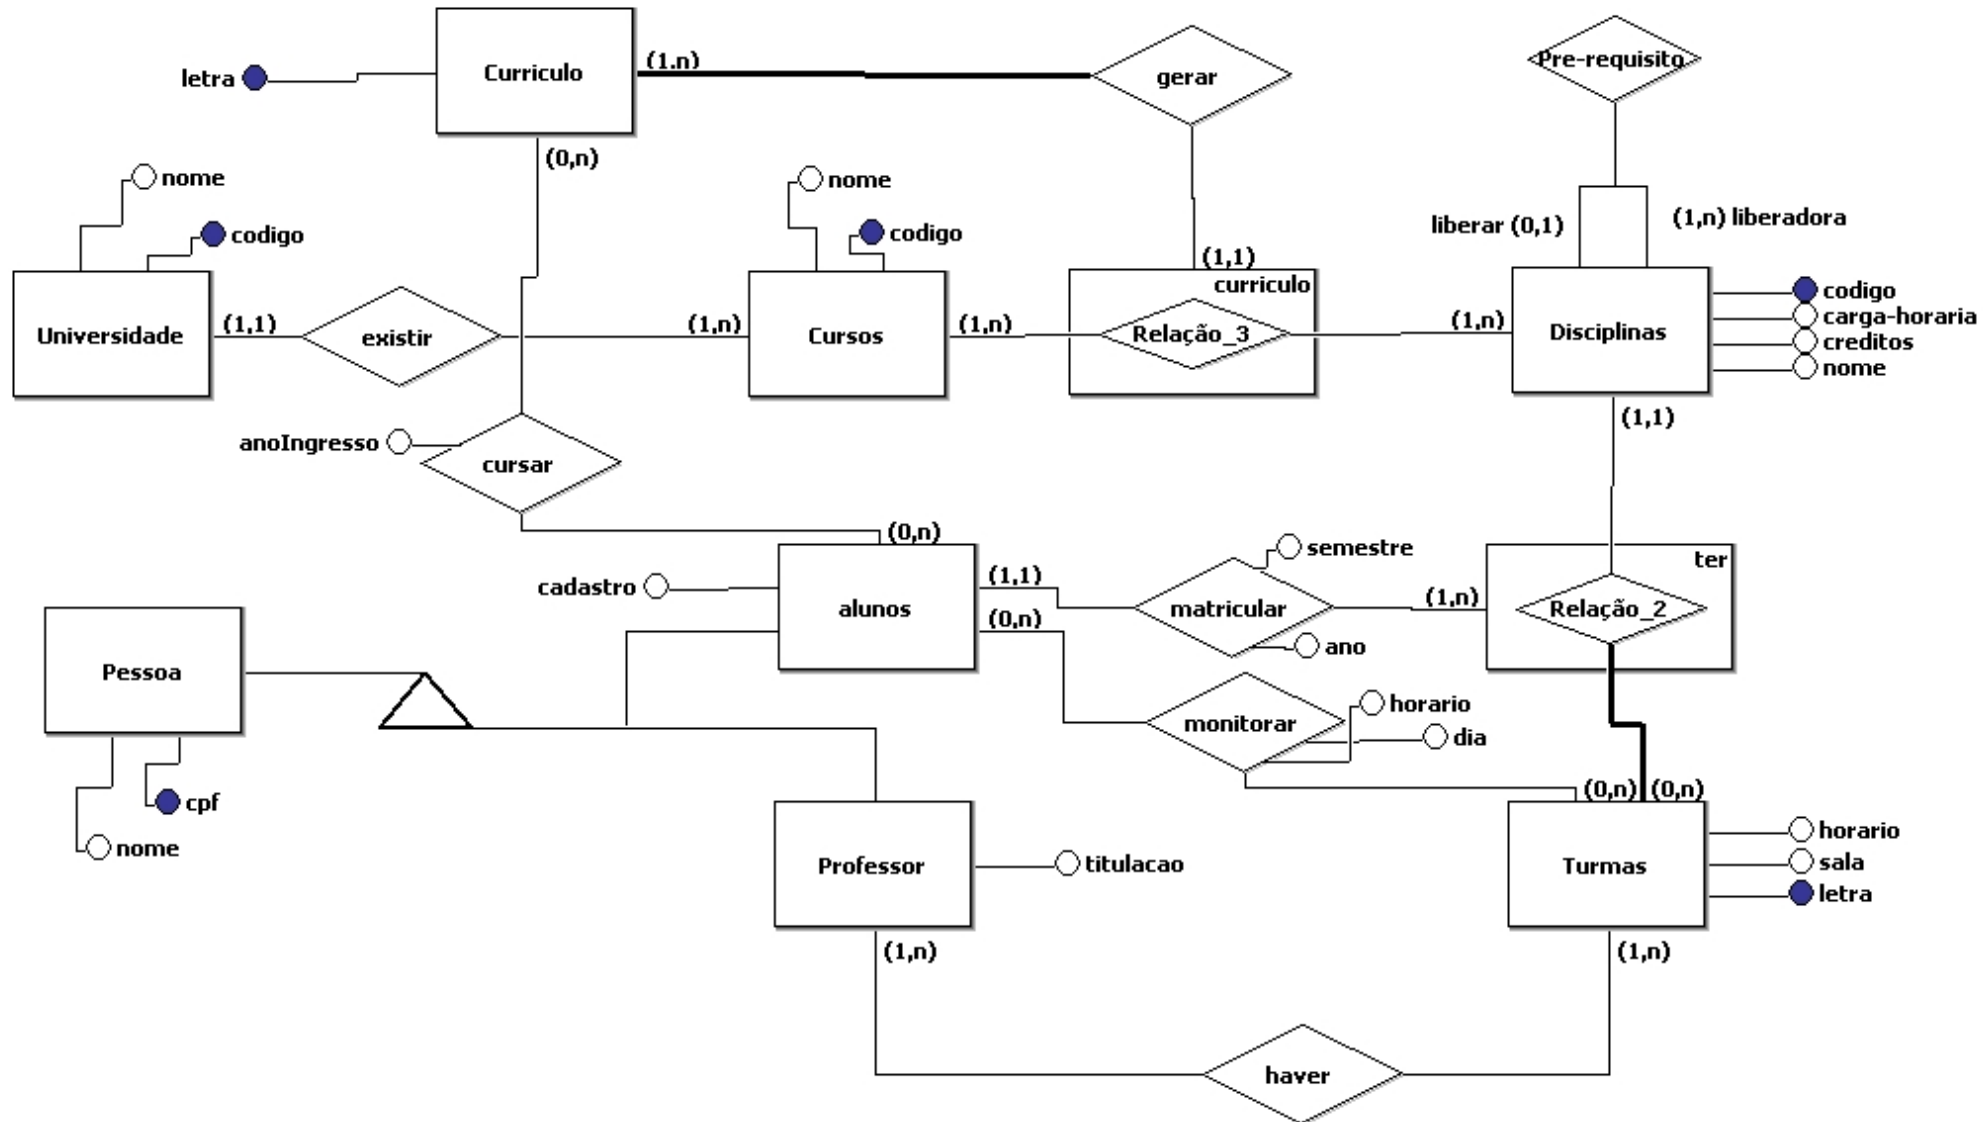 Curriculo
(1.n)
letra
gerar
Pre-requisito
(0,n)
nome
codigo
nome
codigo
liberar (0,1)
(1,n) liberadora
Universidade
(1,1)
existir
(1,n)
Cursos
(1,n)
(1,1)
curriculo
Relação_3
(1,n)
Disciplinas
codigo
carga-horaria
creditos
nome
(1,1)
anoIngresso
cursar
(0,n)
cadastro
alunos
(1,1)
(0,n)
semestre
matricular
ano
(1,n)
ter
Relação_2
Pessoa
cpf
nome
monitorar
horario
dia
(0,n)
(0,n)
Professor
titulacao
Turmas
horario
sala
letra
(1,n)
(1,n)
haver